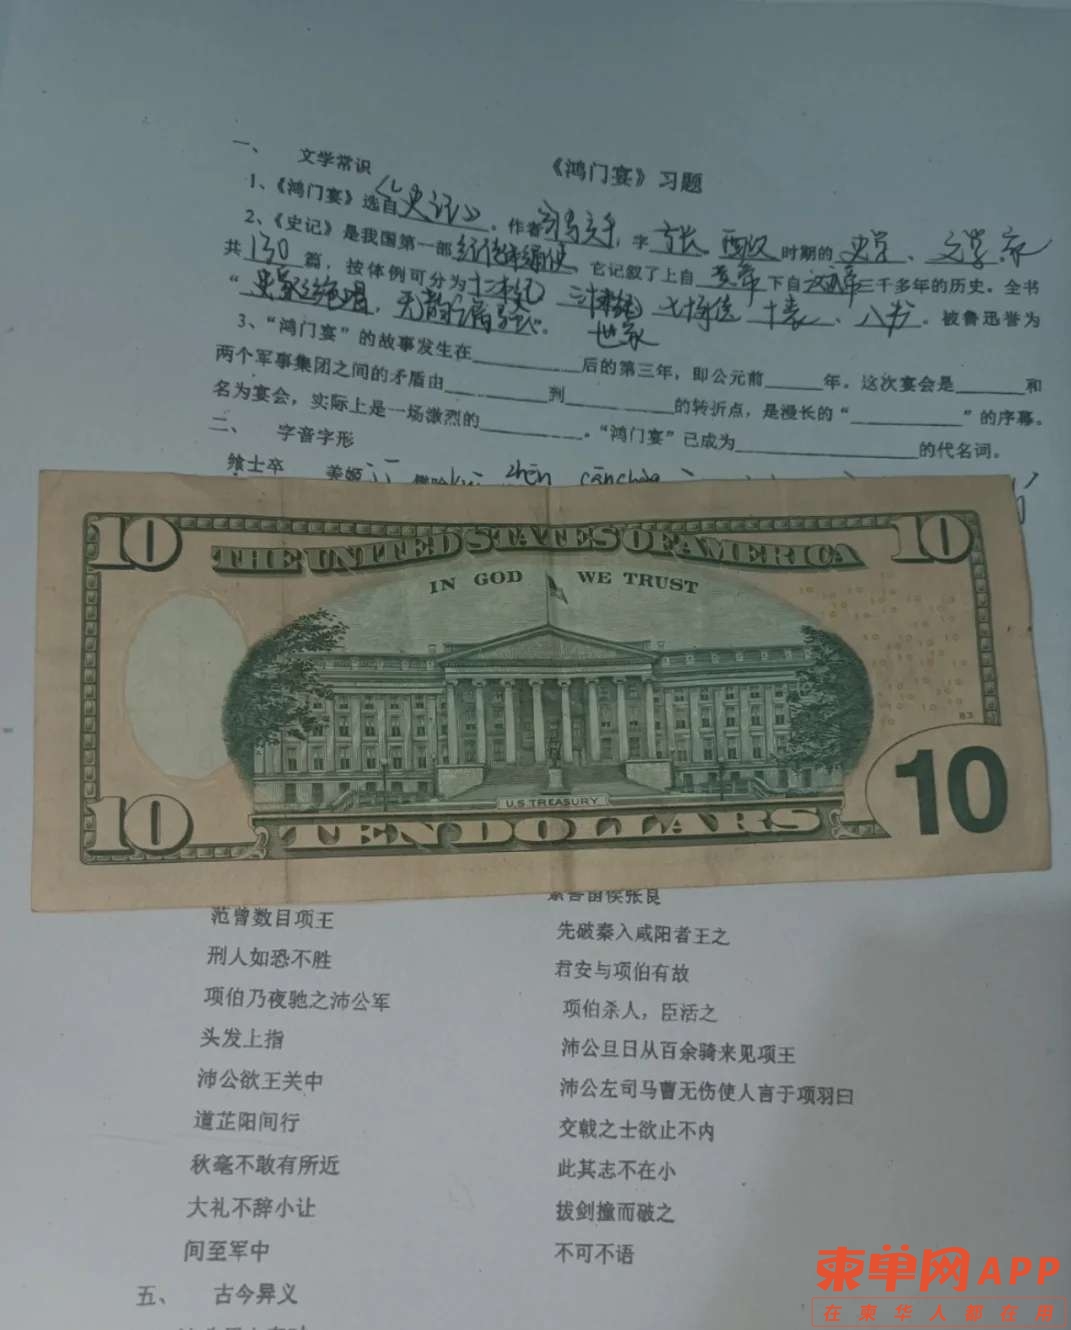 《鸿门宴》习题
一、 文学常识
1、《鸿门宴》选自《史记》。作者司马迁,字子长 西汉时期的史学、文学家
2、《史记》是我国第一部纪传体通史,它记叙了上自黄帝下自汉武帝三千多年的历史。全书
共130篇,按体例可分为十二本纪 三十世家 七十列传 十表、八书。被鲁迅誉为
“史家之绝唱,无韵之离骚”。
3、“鸿门宴”的故事发生在 后的第三年,即公元前 年。这次宴会是 和
两个军事集团之间的矛盾由 到 的转折点,是漫长的“ ”的序幕。
名为宴会,实际上是一场激烈的 。“鸿门宴”已成为 的代名词。
二、 字音字形
飨士卒 美姬
zhēn
10 THE UNITED STATES OF AMERICA 10
IN GOD WE TRUST
83
U.S. TREASURY
10 TEN DOLLARS 10
范曾数目项王
先破秦入咸阳者王之
刑人如恐不胜
君安与项伯有故
项伯乃夜驰之沛公军
项伯杀人,臣活之
头发上指
沛公旦日从百余骑来见项王
沛公欲王关中
沛公左司马曹无伤使人言于项羽曰
道芷阳间行
交戟之士欲止不内
秋毫不敢有所近
此其志不在小
大礼不辞小让
拔剑撞而破之
间至军中
不可不语
五、 古今异义
柬单网APP
在柬华人都在用